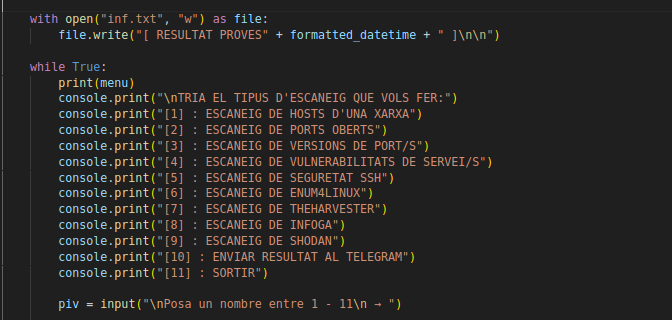 with open("inf.txt", "w") as file:
    file.write("[ RESULTAT PROVES" + formatted_datetime + " ]\n\n")
while True:
    print(menu)
    console.print("\nTRIA EL TIPUS D'ESCANEIG QUE VOLS FER:")
    console.print("[1] : ESCANEIG DE HOSTS D'UNA XARXA")
    console.print("[2] : ESCANEIG DE PORTS OBERTS")
    console.print("[3] : ESCANEIG DE VERSIONS DE PORT/S")
    console.print("[4] : ESCANEIG DE VULNERABILITATS DE SERVEI/S")
    console.print("[5] : ESCANEIG DE SEGURETAT SSH")
    console.print("[6] : ESCANEIG DE ENUM4LINUX")
    console.print("[7] : ESCANEIG DE THEHARVESTER")
    console.print("[8] : ESCANEIG DE INFOGA")
    console.print("[9] : ESCANEIG DE SHODAN")
    console.print("[10] : ENVIAR RESULTAT AL TELEGRAM")
    console.print("[11] : SORTIR")
    piv = input("\nPosa un nombre entre 1 - 11\n → ")